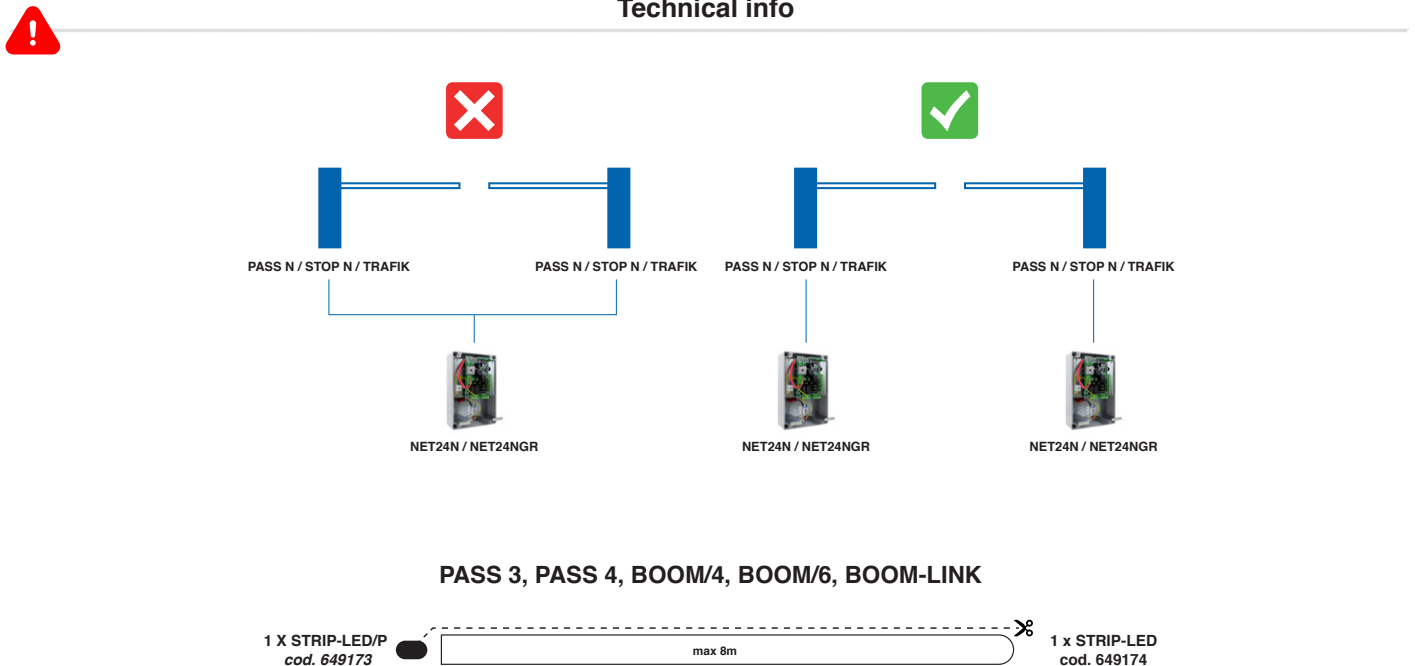 Technical info
PASS N / STOP N / TRAFIK PASS N / STOP N / TRAFIK PASS N / STOP N / TRAFIK PASS N / STOP N / TRAFIK
NET24N / NET24NGR NET24N / NET24NGR NET24N / NET24NGR
PASS 3, PASS 4, BOOM/4, BOOM/6, BOOM-LINK
1 X STRIP-LED/P
cod. 649173
max 8m
1 x STRIP-LED
cod. 649174